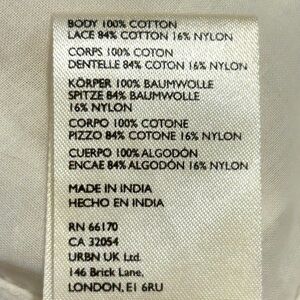 BODY 100% COTTON
LACE 84% COTTON 16% NYLON
CORPS 100% COTON
DENTELLE 84% COTON 16% NYLON
KÖRPER 100% BAUMWOLLE
SPITZE 84% BAUMWOLLE
16% NYLON
CORPO 100% COTONE
PIZZO 84% COTONE 16% NYLON
CUERPO 100% ALGODÓN
ENCAE 84% ALGODÓN 16% NYLON
MADE IN INDIA
HECHO EN INDIA
RN 66170
CA 32054
URBN UK Ltd.
146 Brick Lane,
LONDON, E1 6RU